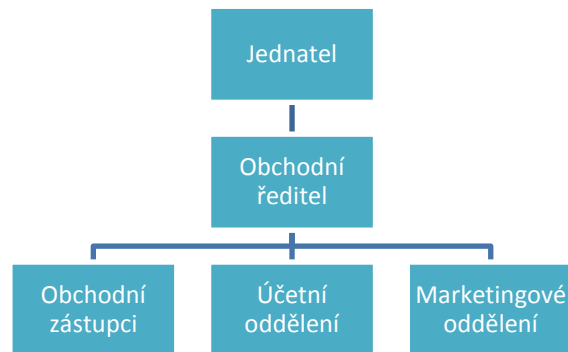 Jednatel
Obchodní
ředitel
Obchodní
zástupci
Účetní
oddělení
Marketingové
oddělení